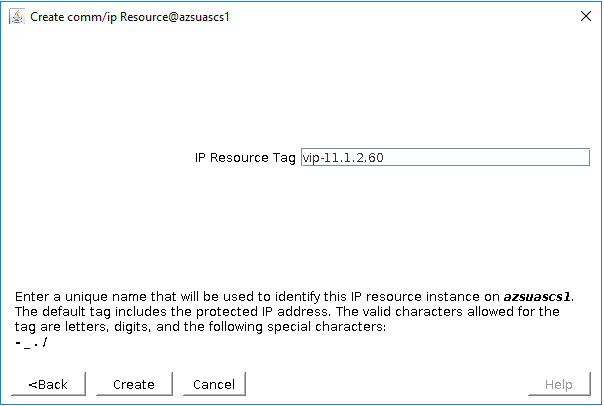 Create comm/ip Resource@azsuascs1
IP Resource Tag vip-11.1.2.60
Enter a unique name that will be used to identify this IP resource instance on azsuascs1.
The default tag includes the protected IP address. The valid characters allowed for the
tag are letters, digits, and the following special characters:
- _ . /
<Back Create Cancel Help